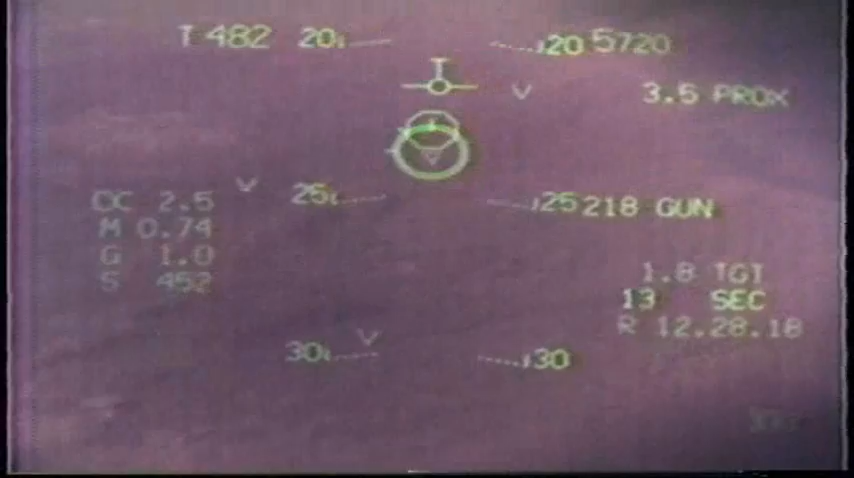 T 482 20 20 5720
T
V 3.5 PROX
V
25 25 218 GUN
2.5
M 0.74
G 1.0
S 452
1.8 TGT
13 SEC
R 12.28.18
V
30 30